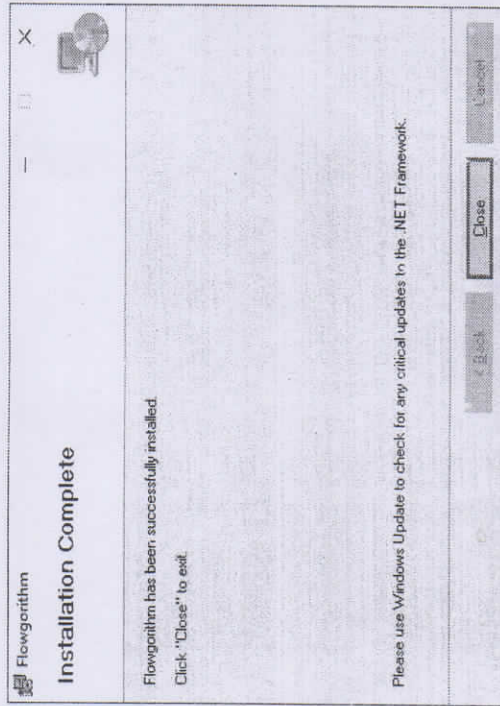 Flowgorithm
Installation Complete
Flowgorithm has been successfully installed.
Click "Close" to exit.
Please use Windows Update to check for any critical updates to the .NET Framework.
< Back
Close
Cancel